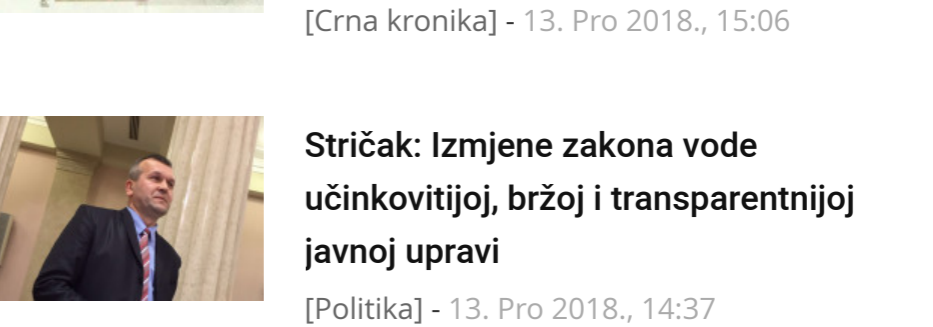 [Crna kronika] - 13. Pro 2018., 15:06
Stričak: Izmjene zakona vode
učinkovitijoj, bržoj i transparentnijoj
javnoj upravi
[Politika] - 13. Pro 2018., 14:37